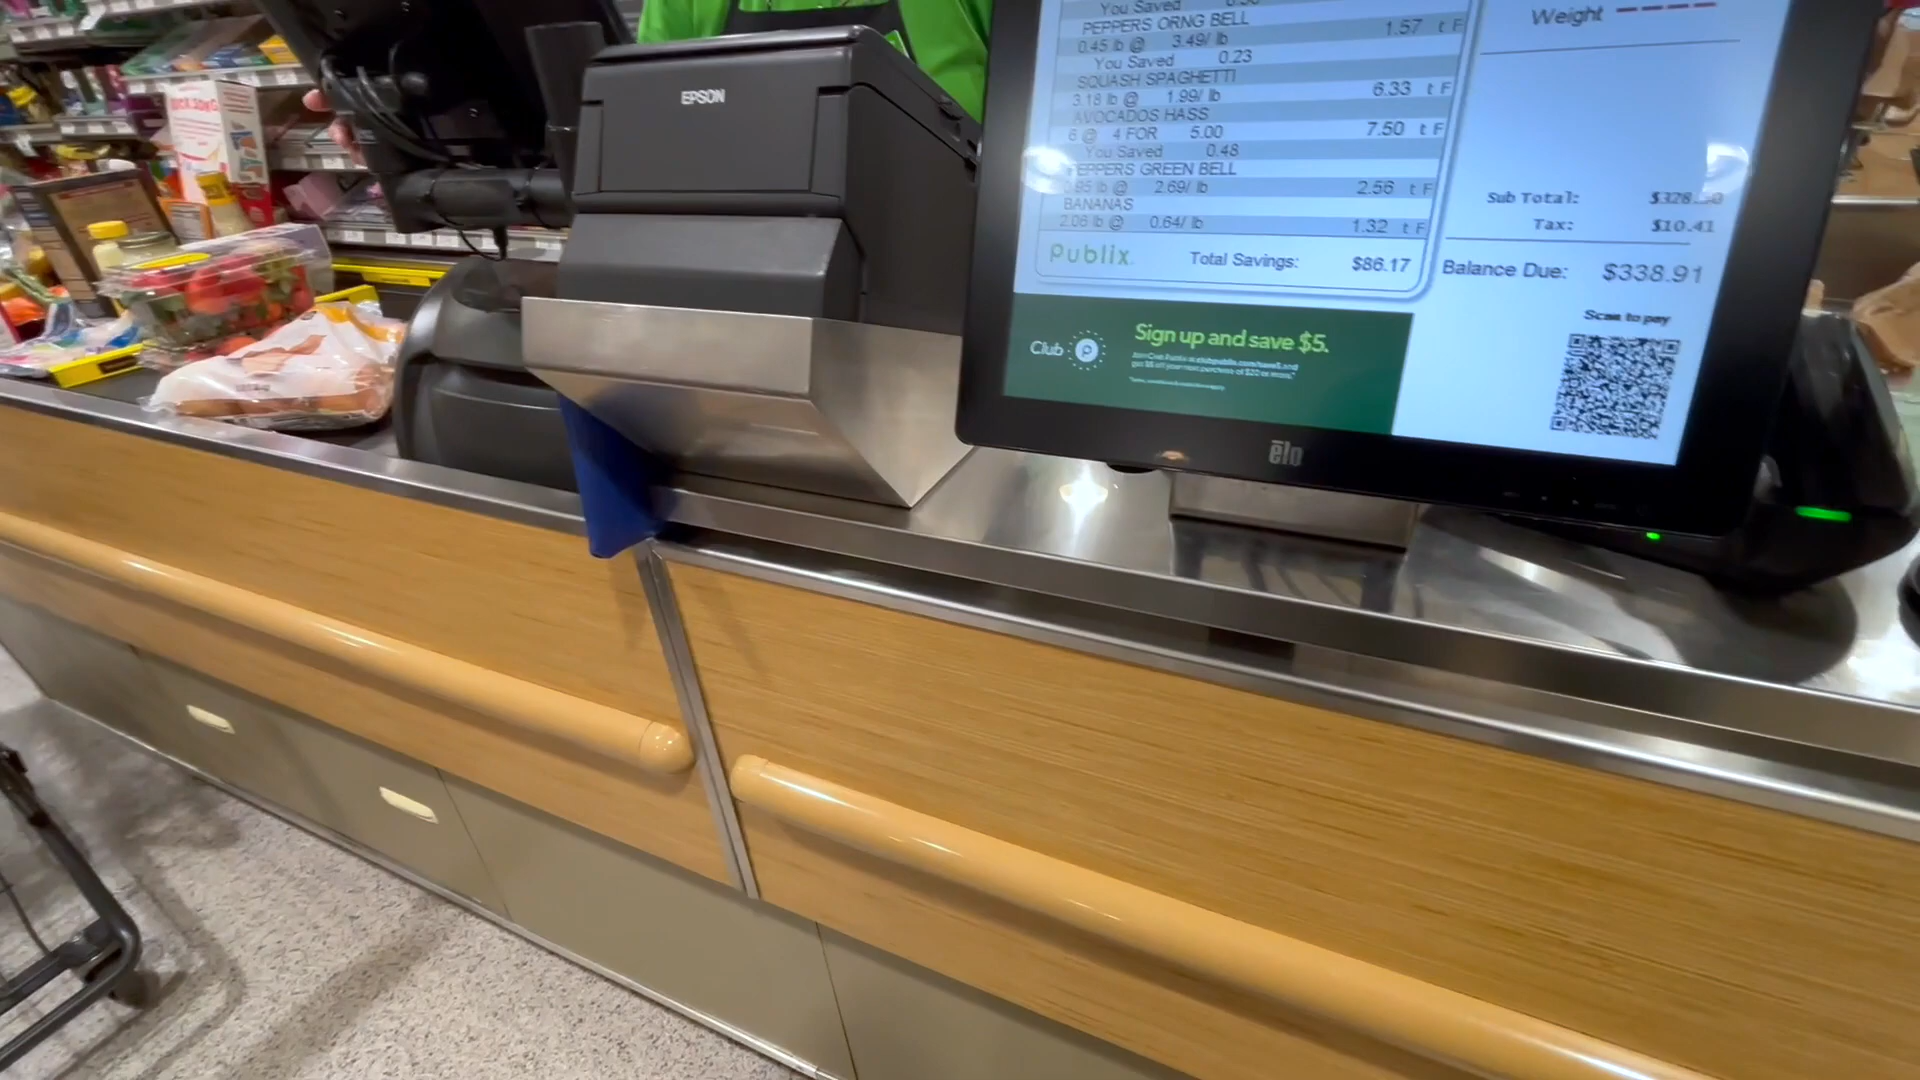 EPSON
You Saved
PEPPERS ORNG BELL 1.57 t F
0.45 lb @ 3.49/ lb
You Saved 0.23
SQUASH SPAGHETTI 6.33 t F
3.18 lb @ 1.99/ lb
AVOCADOS HASS
6 @ 4 FOR 5.00 7.50 t F
You Saved 0.48
PEPPERS GREEN BELL
0.95 lb @ 2.69/ lb 2.56 t F
BANANAS
2.06 lb @ 0.64/ lb 1.32 t F
Publix Total Savings: $86.17
Weight ----
Sub Total: $328.50
Tax: $10.41
Balance Due: $338.91
Scan to pay
Club P
Sign up and save $5.
elo